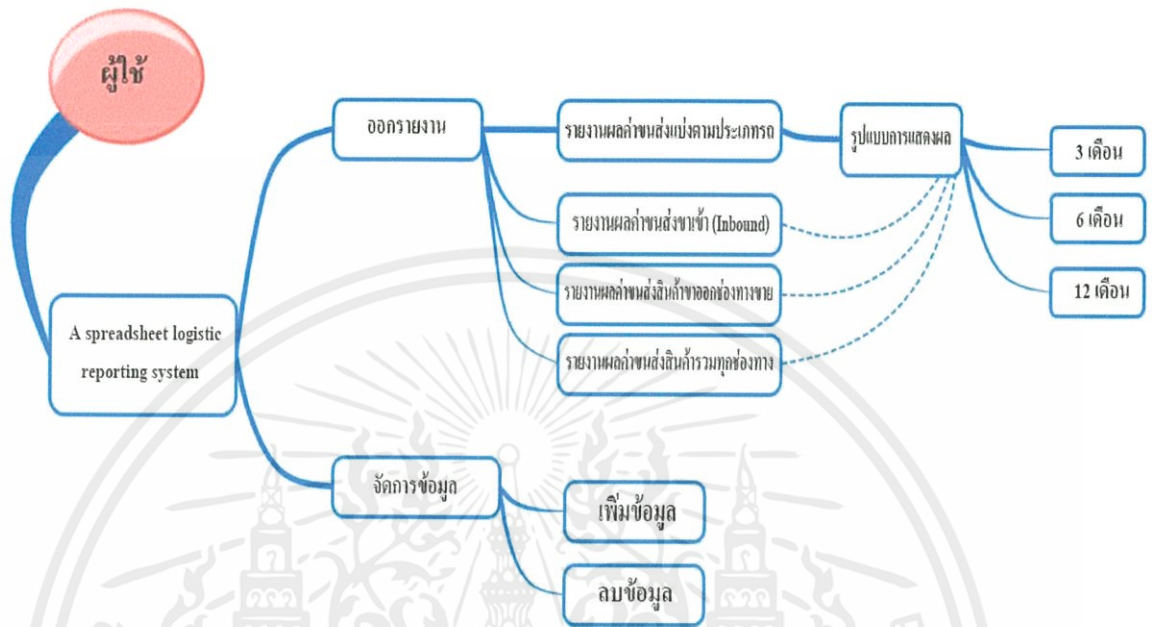 ผู้ใช้
A spreadsheet logistic
reporting system
ออกรายงาน
รายงานผลค่าขนส่งแบ่งตามประเภทรถ
รายงานผลค่าขนส่งขาเข้า (Inbound)
รายงานผลค่าขนส่งสินค้าขาออกช่องทางขาย
รายงานผลค่าขนส่งสินค้ารวมทุกช่องทาง
รูปแบบการแสดงผล
3 เดือน
6 เดือน
12 เดือน
จัดการข้อมูล
เพิ่มข้อมูล
ลบข้อมูล